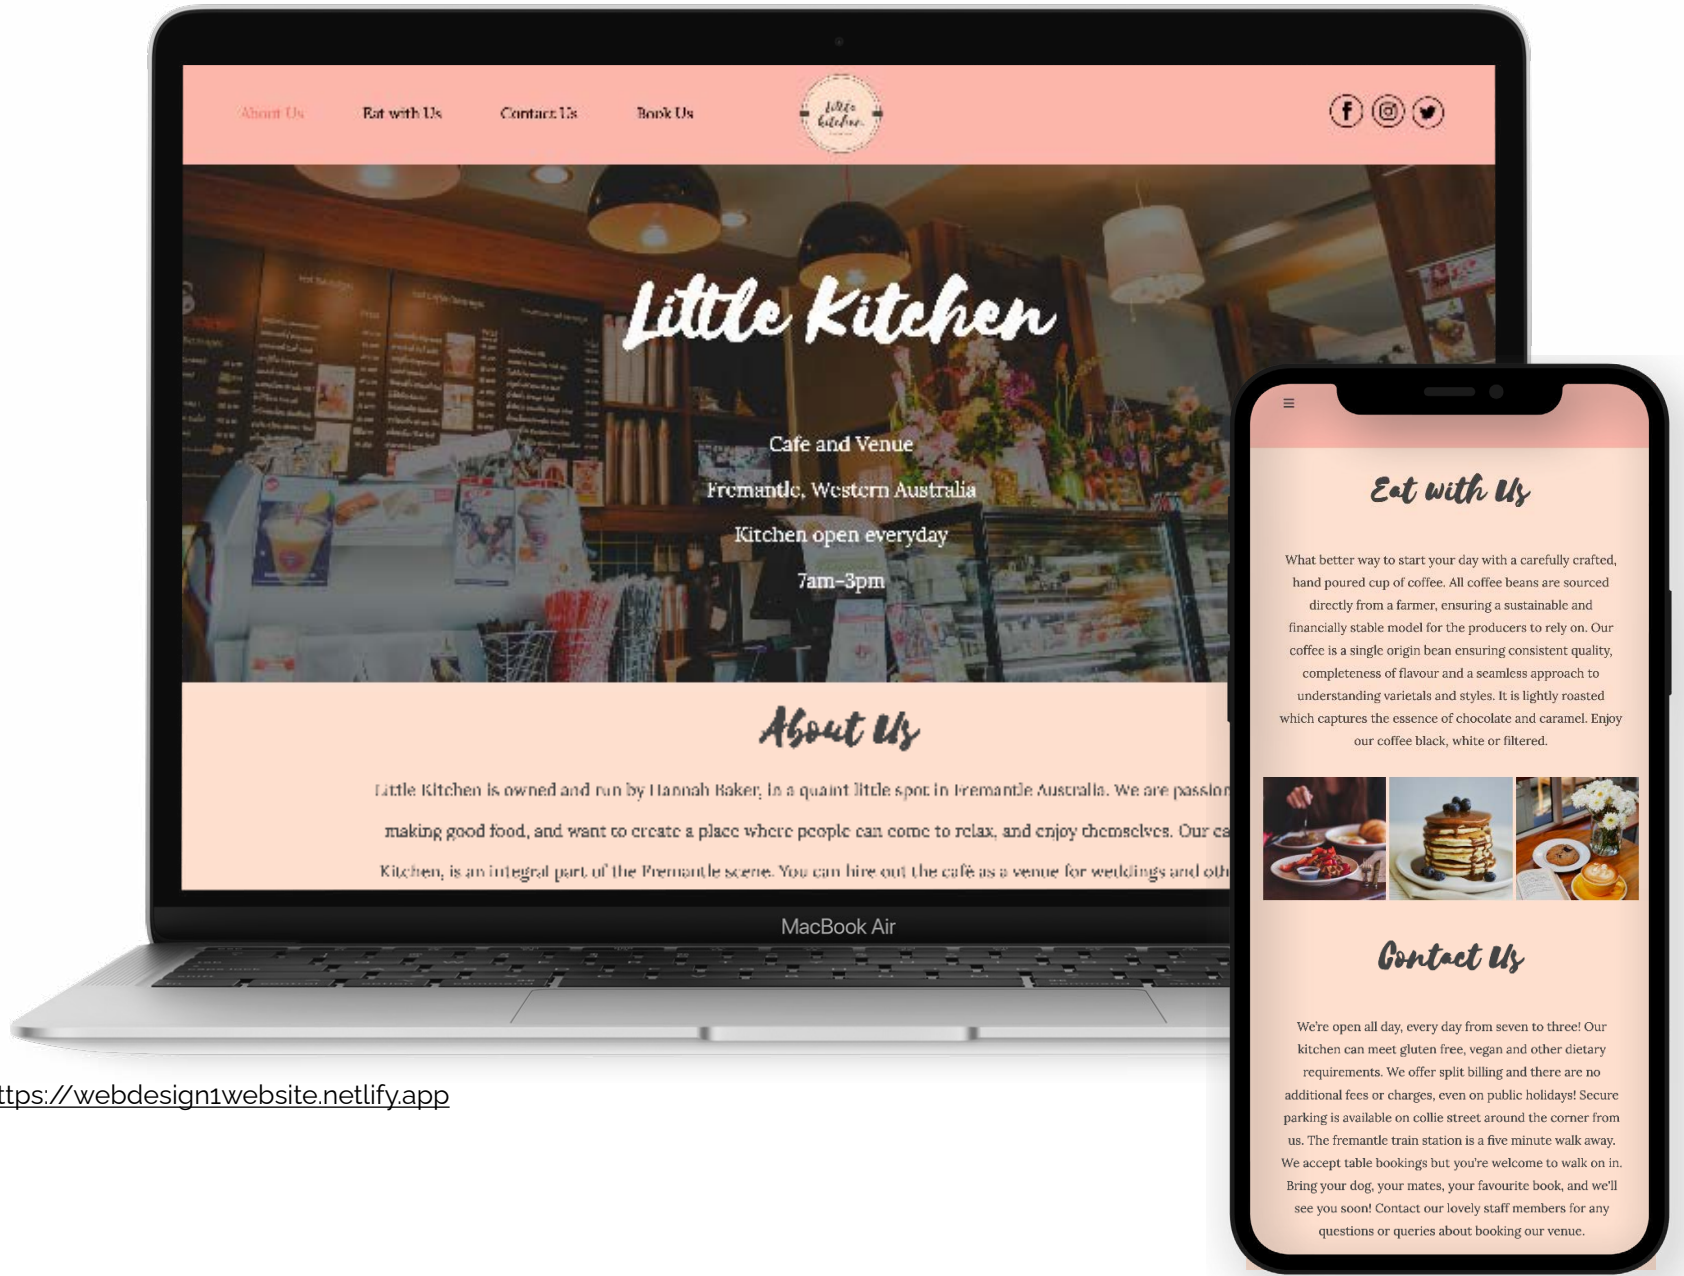 About Us
Eat with Us
Contact Us
Book Us
little
kitchen
Little Kitchen
Cafe and Venue
Fremantle, Western Australia
Kitchen open everyday
7am-3pm
About Us
Little Kitchen is owned and run by Hannah Baker, in a quaint little spot in Fremantle Australia. We are passion
making good food, and want to create a place where people can come to relax, and enjoy themselves. Our ca
Kitchen, is an integral part of the Fremantle scene. You can hire out the café as a venue for weddings and oth
MacBook Air
ttps://webdesign1website.netlify.app
Eat with Us
What better way to start your day with a carefully crafted,
hand poured cup of coffee. All coffee beans are sourced
directly from a farmer, ensuring a sustainable and
financially stable model for the producers to rely on. Our
coffee is a single origin bean ensuring consistent quality,
completeness of flavour and a seamless approach to
understanding varietals and styles. It is lightly roasted
which captures the essence of chocolate and caramel. Enjoy
our coffee black, white or filtered.
Contact Us
We're open all day, every day from seven to three! Our
kitchen can meet gluten free, vegan and other dietary
requirements. We offer split billing and there are no
additional fees or charges, even on public holidays! Secure
parking is available on collie street around the corner from
us. The fremantle train station is a five minute walk away.
We accept table bookings but you're welcome to walk on in.
Bring your dog, your mates, your favourite book, and we'll
see you soon! Contact our lovely staff members for any
questions or queries about booking our venue.